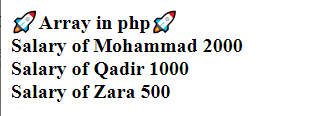 🚀Array in php🚀
Salary of Mohammad 2000
Salary of Qadir 1000
Salary of Zara 500